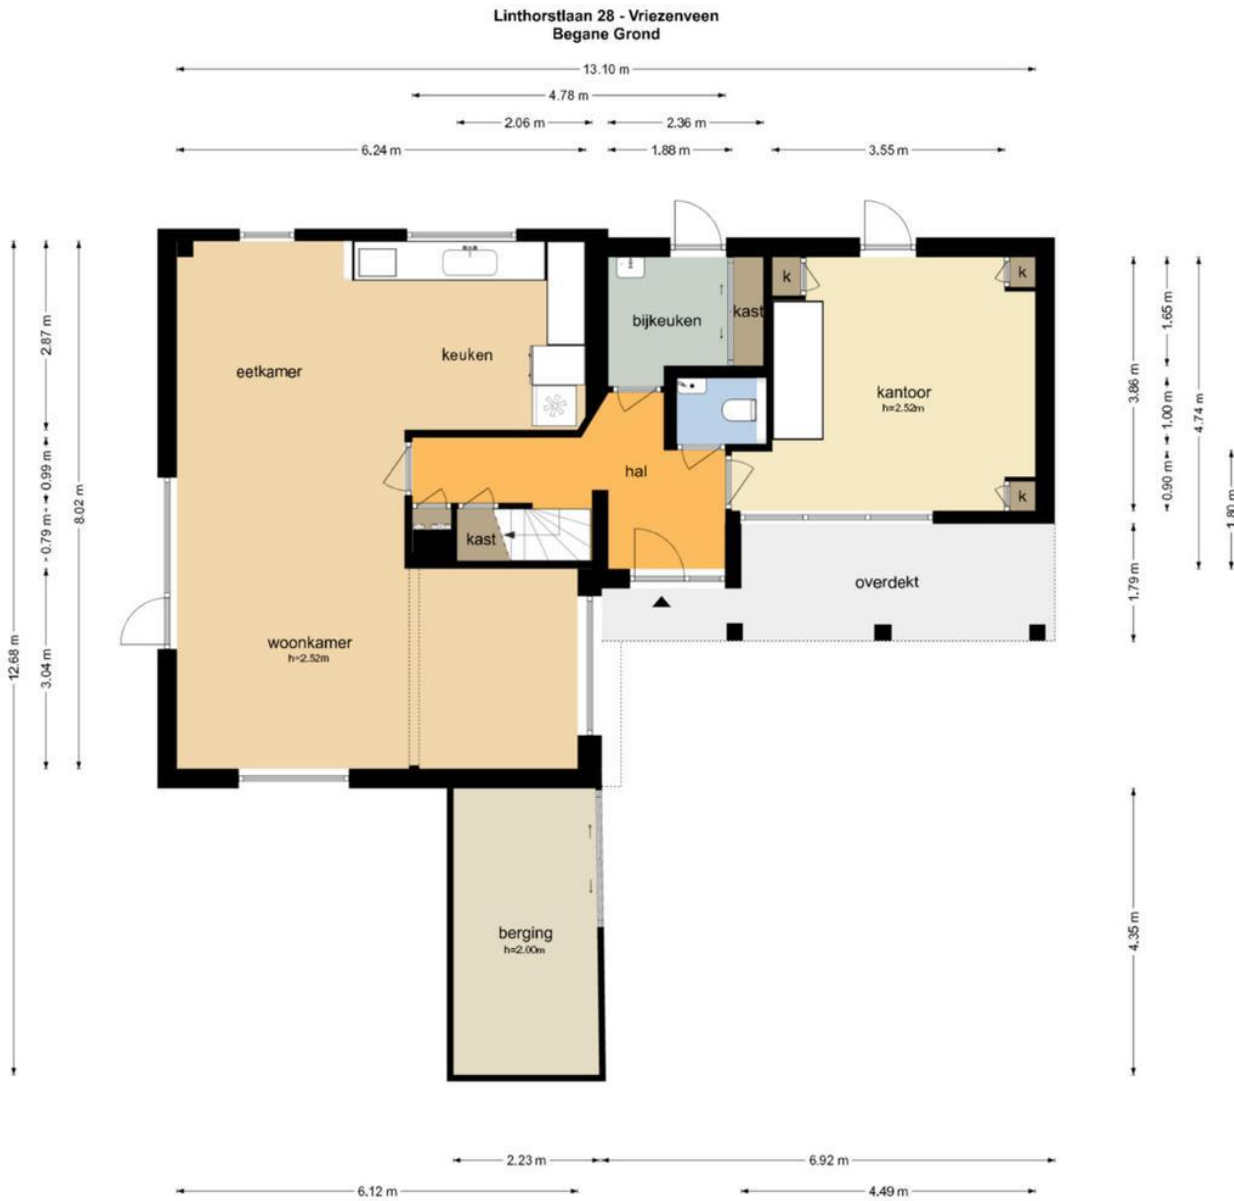 Linthorstlaan 28 - Vriezenveen
Begane Grond
13.10 m
4.78 m
2.06 m
2.36 m
6.24 m
1.88 m
3.55 m
k
k
kast
bijkeuken
keuken
eetkamer
kantoor
h=2.52m
hal
k
kast
overdekt
woonkamer
h=2.52m
berging
h=2.00m
12.68 m
2.87 m
0.99 m
0.79 m
3.04 m
8.02 m
3.86 m
1.79 m
4.35 m
1.65 m
1.00 m
0.90 m
4.74 m
1.80 m
2.23 m
6.92 m
6.12 m
4.49 m